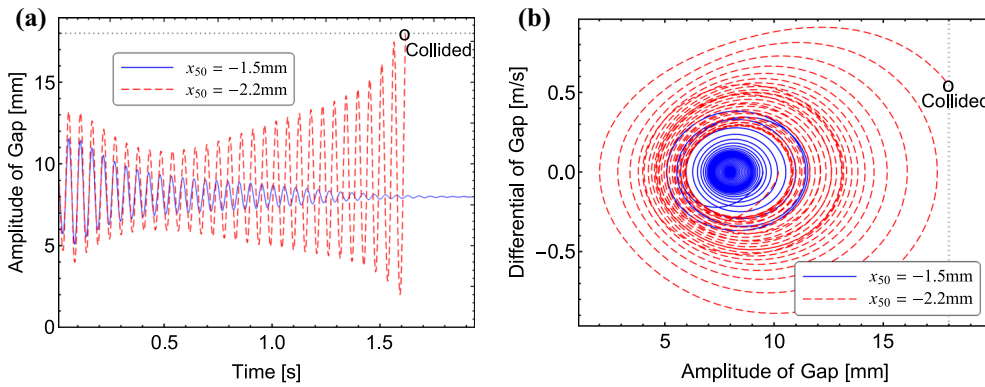 (a)
Amplitude of Gap [mm]
18
15
10
5
0
Collided
x₅₀ = −1.5mm
x₅₀ = −2.2mm
0.5
1.0
1.5
Time [s]
(b)
Differential of Gap [m/s]
0.5
0.0
−0.5
Collided
x₅₀ = −1.5mm
x₅₀ = −2.2mm
5
10
15
Amplitude of Gap [mm]